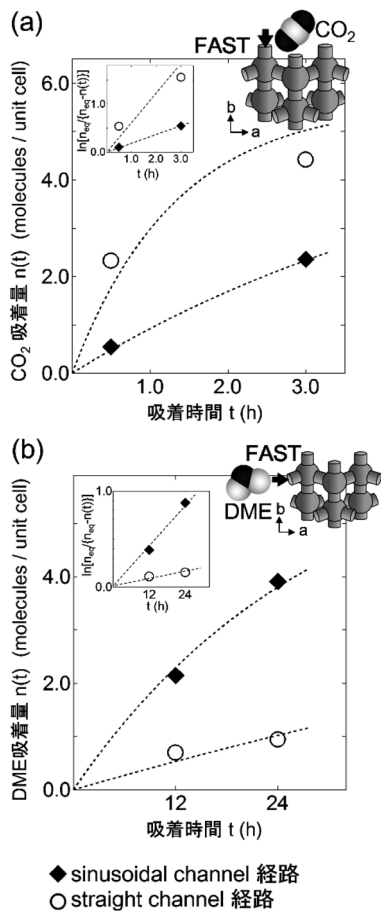 (a)
FAST
CO2
b
a
ln[neq/{neq-n(t)}]
1.0
0.0
0.0 1.0 2.0 3.0
t (h)
CO2 吸着量 n(t) (molecules / unit cell)
6.0
4.0
2.0
0.0
1.0 2.0 3.0
吸着時間 t (h)
(b)
FAST
DME
b
a
ln[neq/{neq-n(t)}]
1.0
0.0
12 24
t (h)
DME吸着量 n(t) (molecules / unit cell)
4.0
2.0
0.0
12 24
吸着時間 t (h)
◆ sinusoidal channel 経路
○ straight channel 経路